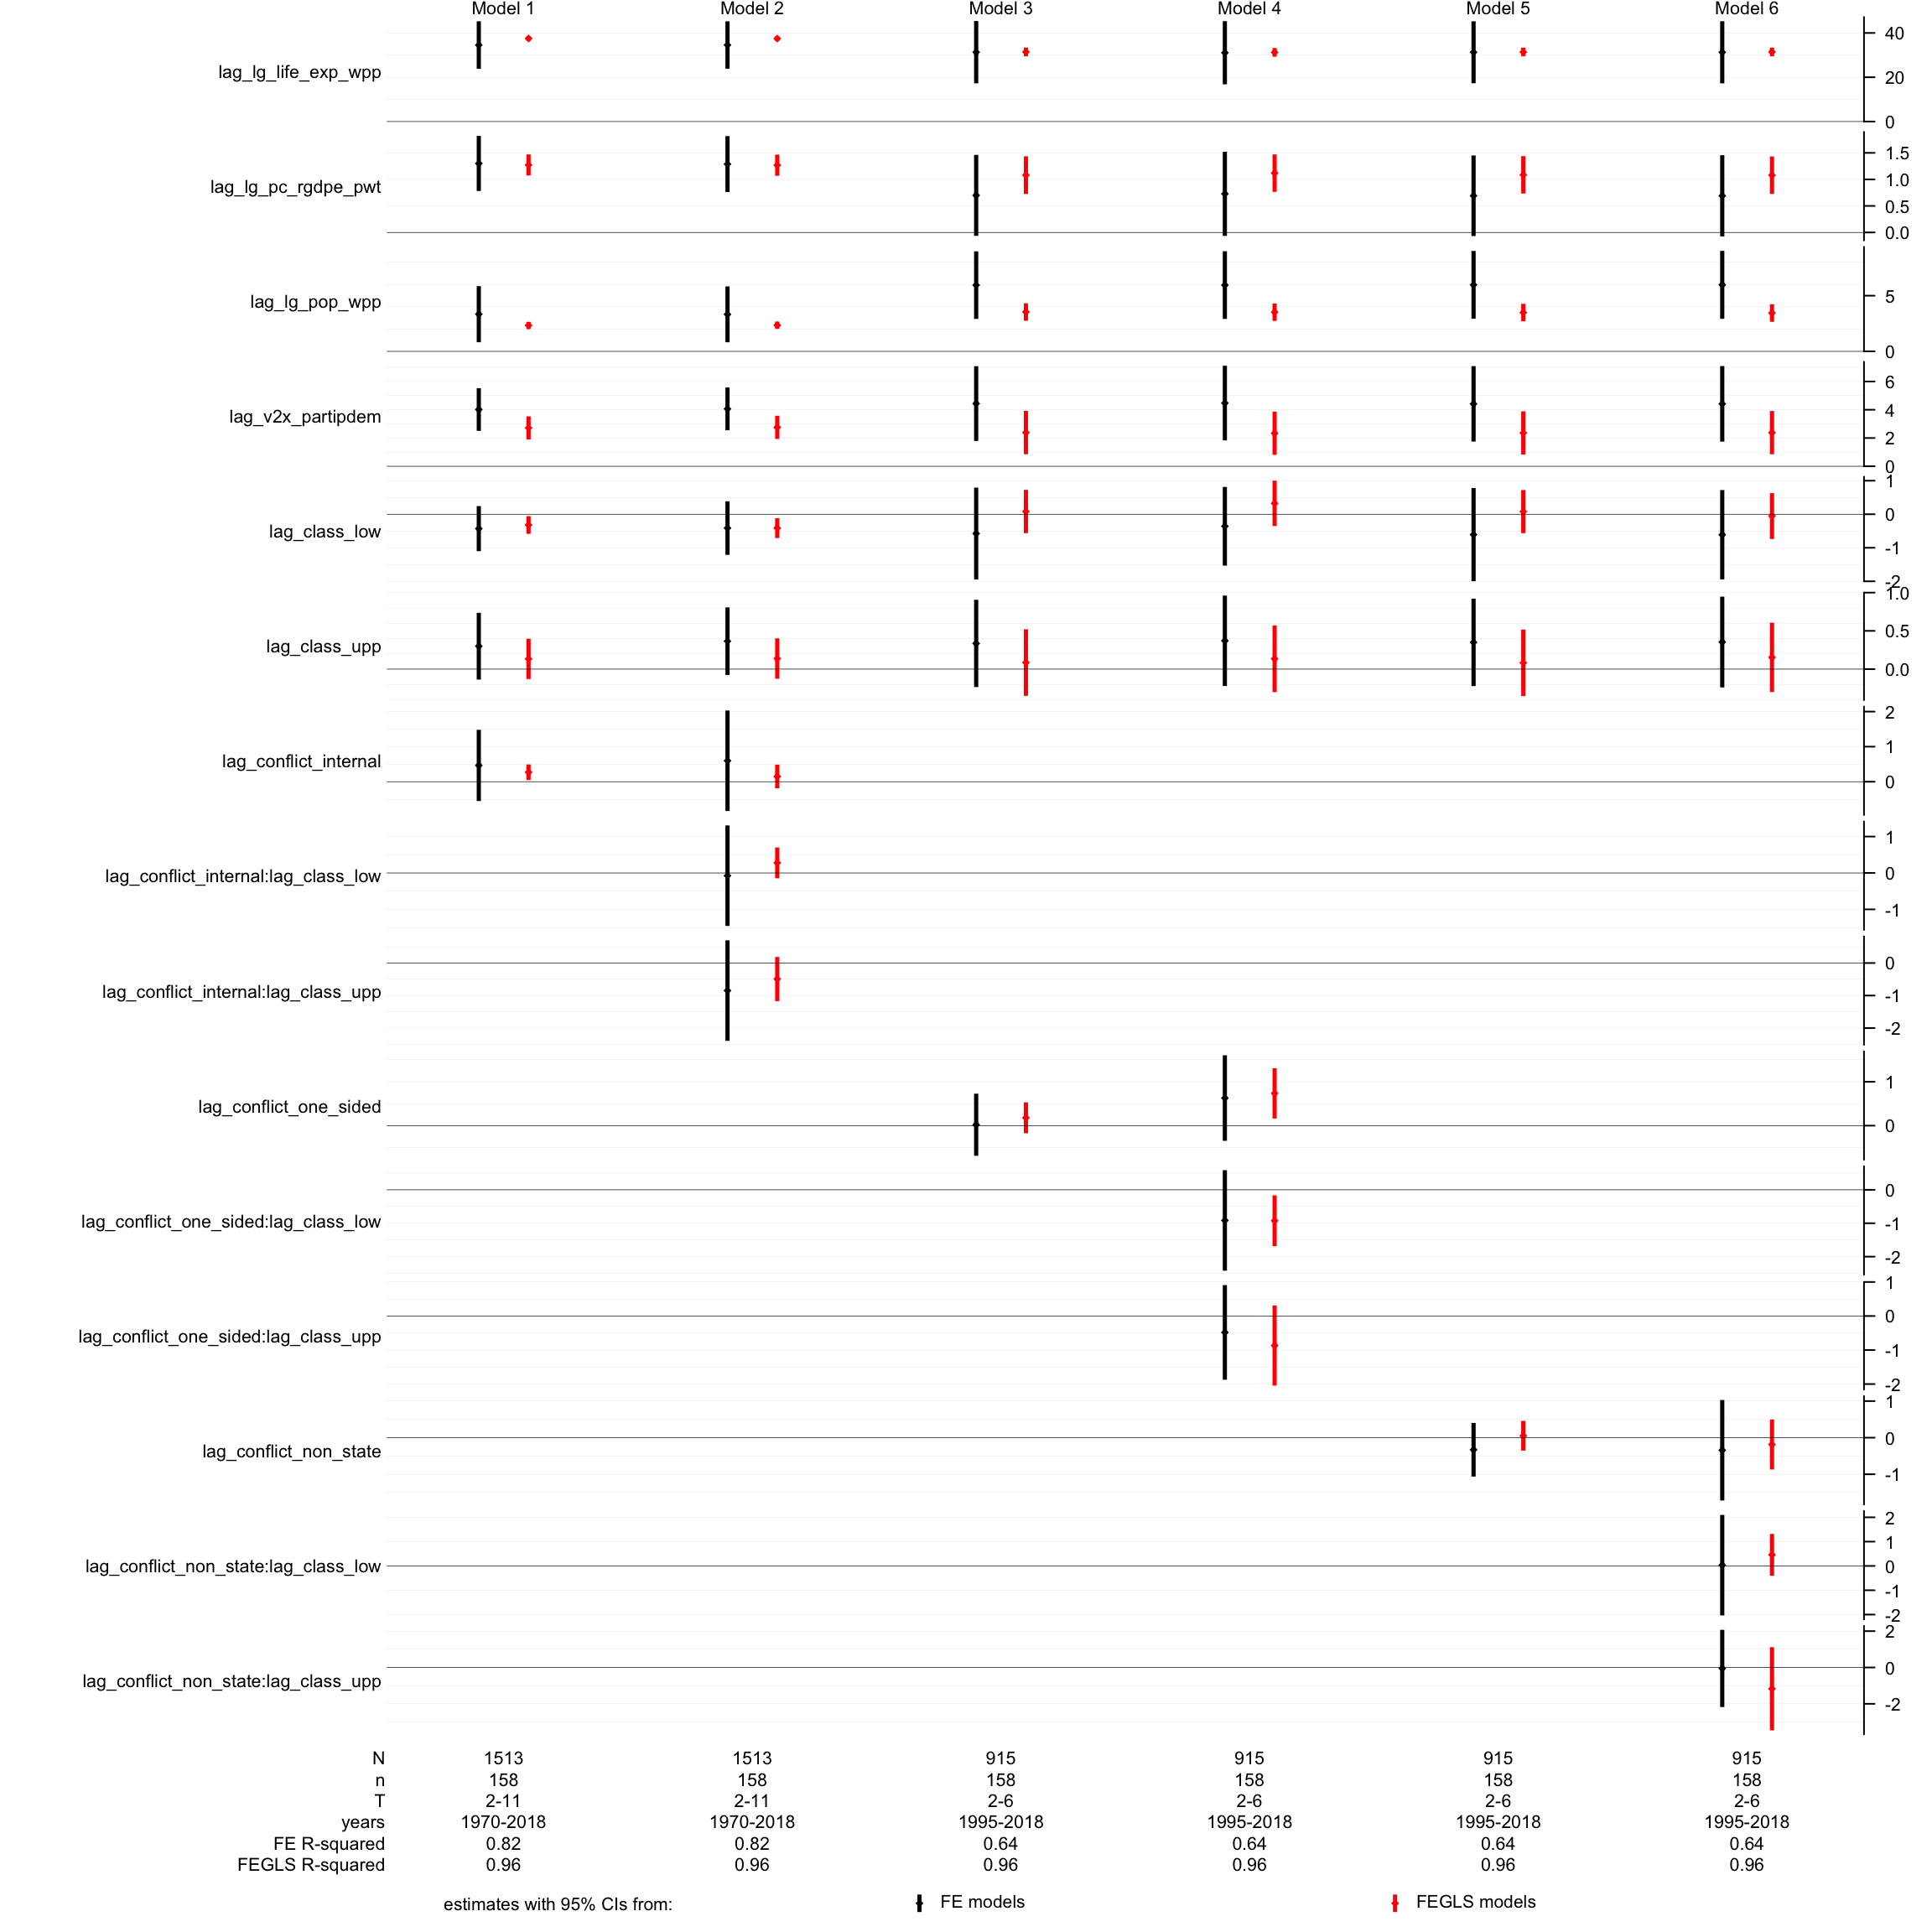 Model 1 Model 2 Model 3 Model 4 Model 5 Model 6
lag_lg_life_exp_wpp 40 20 0
lag_lg_pc_rgdpe_pwt 1.5 1.0 0.5 0.0
lag_lg_pop_wpp 5 0
lag_v2x_partipdem 6 4 2 0
lag_class_low 1 0 -1 -2
lag_class_upp 1.0 0.5 0.0
lag_conflict_internal 2 1 0
lag_conflict_internal:lag_class_low 1 0 -1
lag_conflict_internal:lag_class_upp 0 -1 -2
lag_conflict_one_sided 1 0
lag_conflict_one_sided:lag_class_low 0 -1 -2
lag_conflict_one_sided:lag_class_upp 1 0 -1 -2
lag_conflict_non_state 1 0 -1
lag_conflict_non_state:lag_class_low 2 1 0 -1 -2
lag_conflict_non_state:lag_class_upp 2 0 -2
N 1513 1513 915 915 915 915
n 158 158 158 158 158 158
T 2-11 2-11 2-6 2-6 2-6 2-6
years 1970-2018 1970-2018 1995-2018 1995-2018 1995-2018 1995-2018
FE R-squared 0.82 0.82 0.64 0.64 0.64 0.64
FEGLS R-squared 0.96 0.96 0.96 0.96 0.96 0.96
estimates with 95% CIs from: FE models FEGLS models